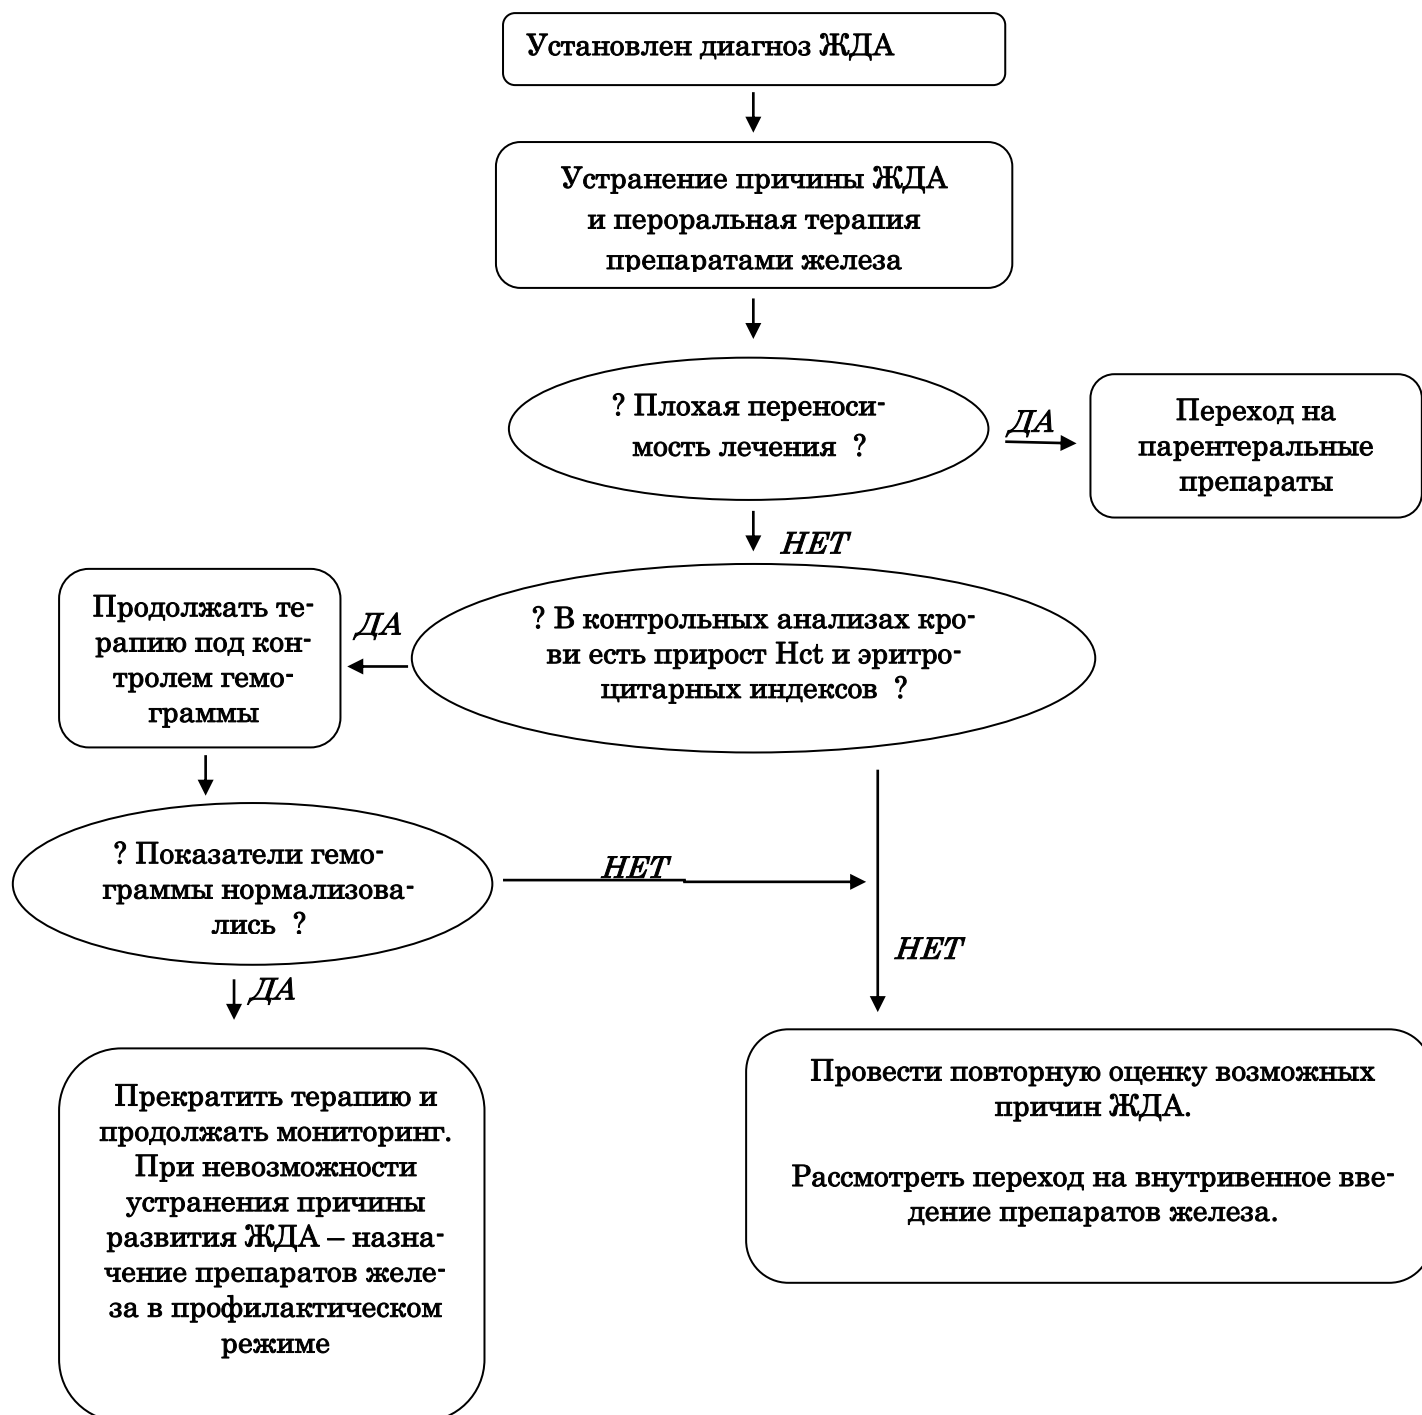 Установлен диагноз ЖДА
Устранение причины ЖДА
и пероральная терапия
препаратами железа
? Плохая переноси-
мость лечения ?
ДА
Переход на
парентеральные
препараты
НЕТ
? В контрольных анализах кро-
ви есть прирост Hct и эритро-
цитарных индексов ?
ДА
Продолжать те-
рапию под кон-
тролем гемо-
граммы
? Показатели гемо-
граммы нормализова-
лись ?
НЕТ
НЕТ
ДА
Прекратить терапию и
продолжать мониторинг.
При невозможности
устранения причины
развития ЖДА – назна-
чение препаратов желе-
за в профилактическом
режиме
Провести повторную оценку возможных
причин ЖДА.
Рассмотреть переход на внутривенное вве-
дение препаратов железа.